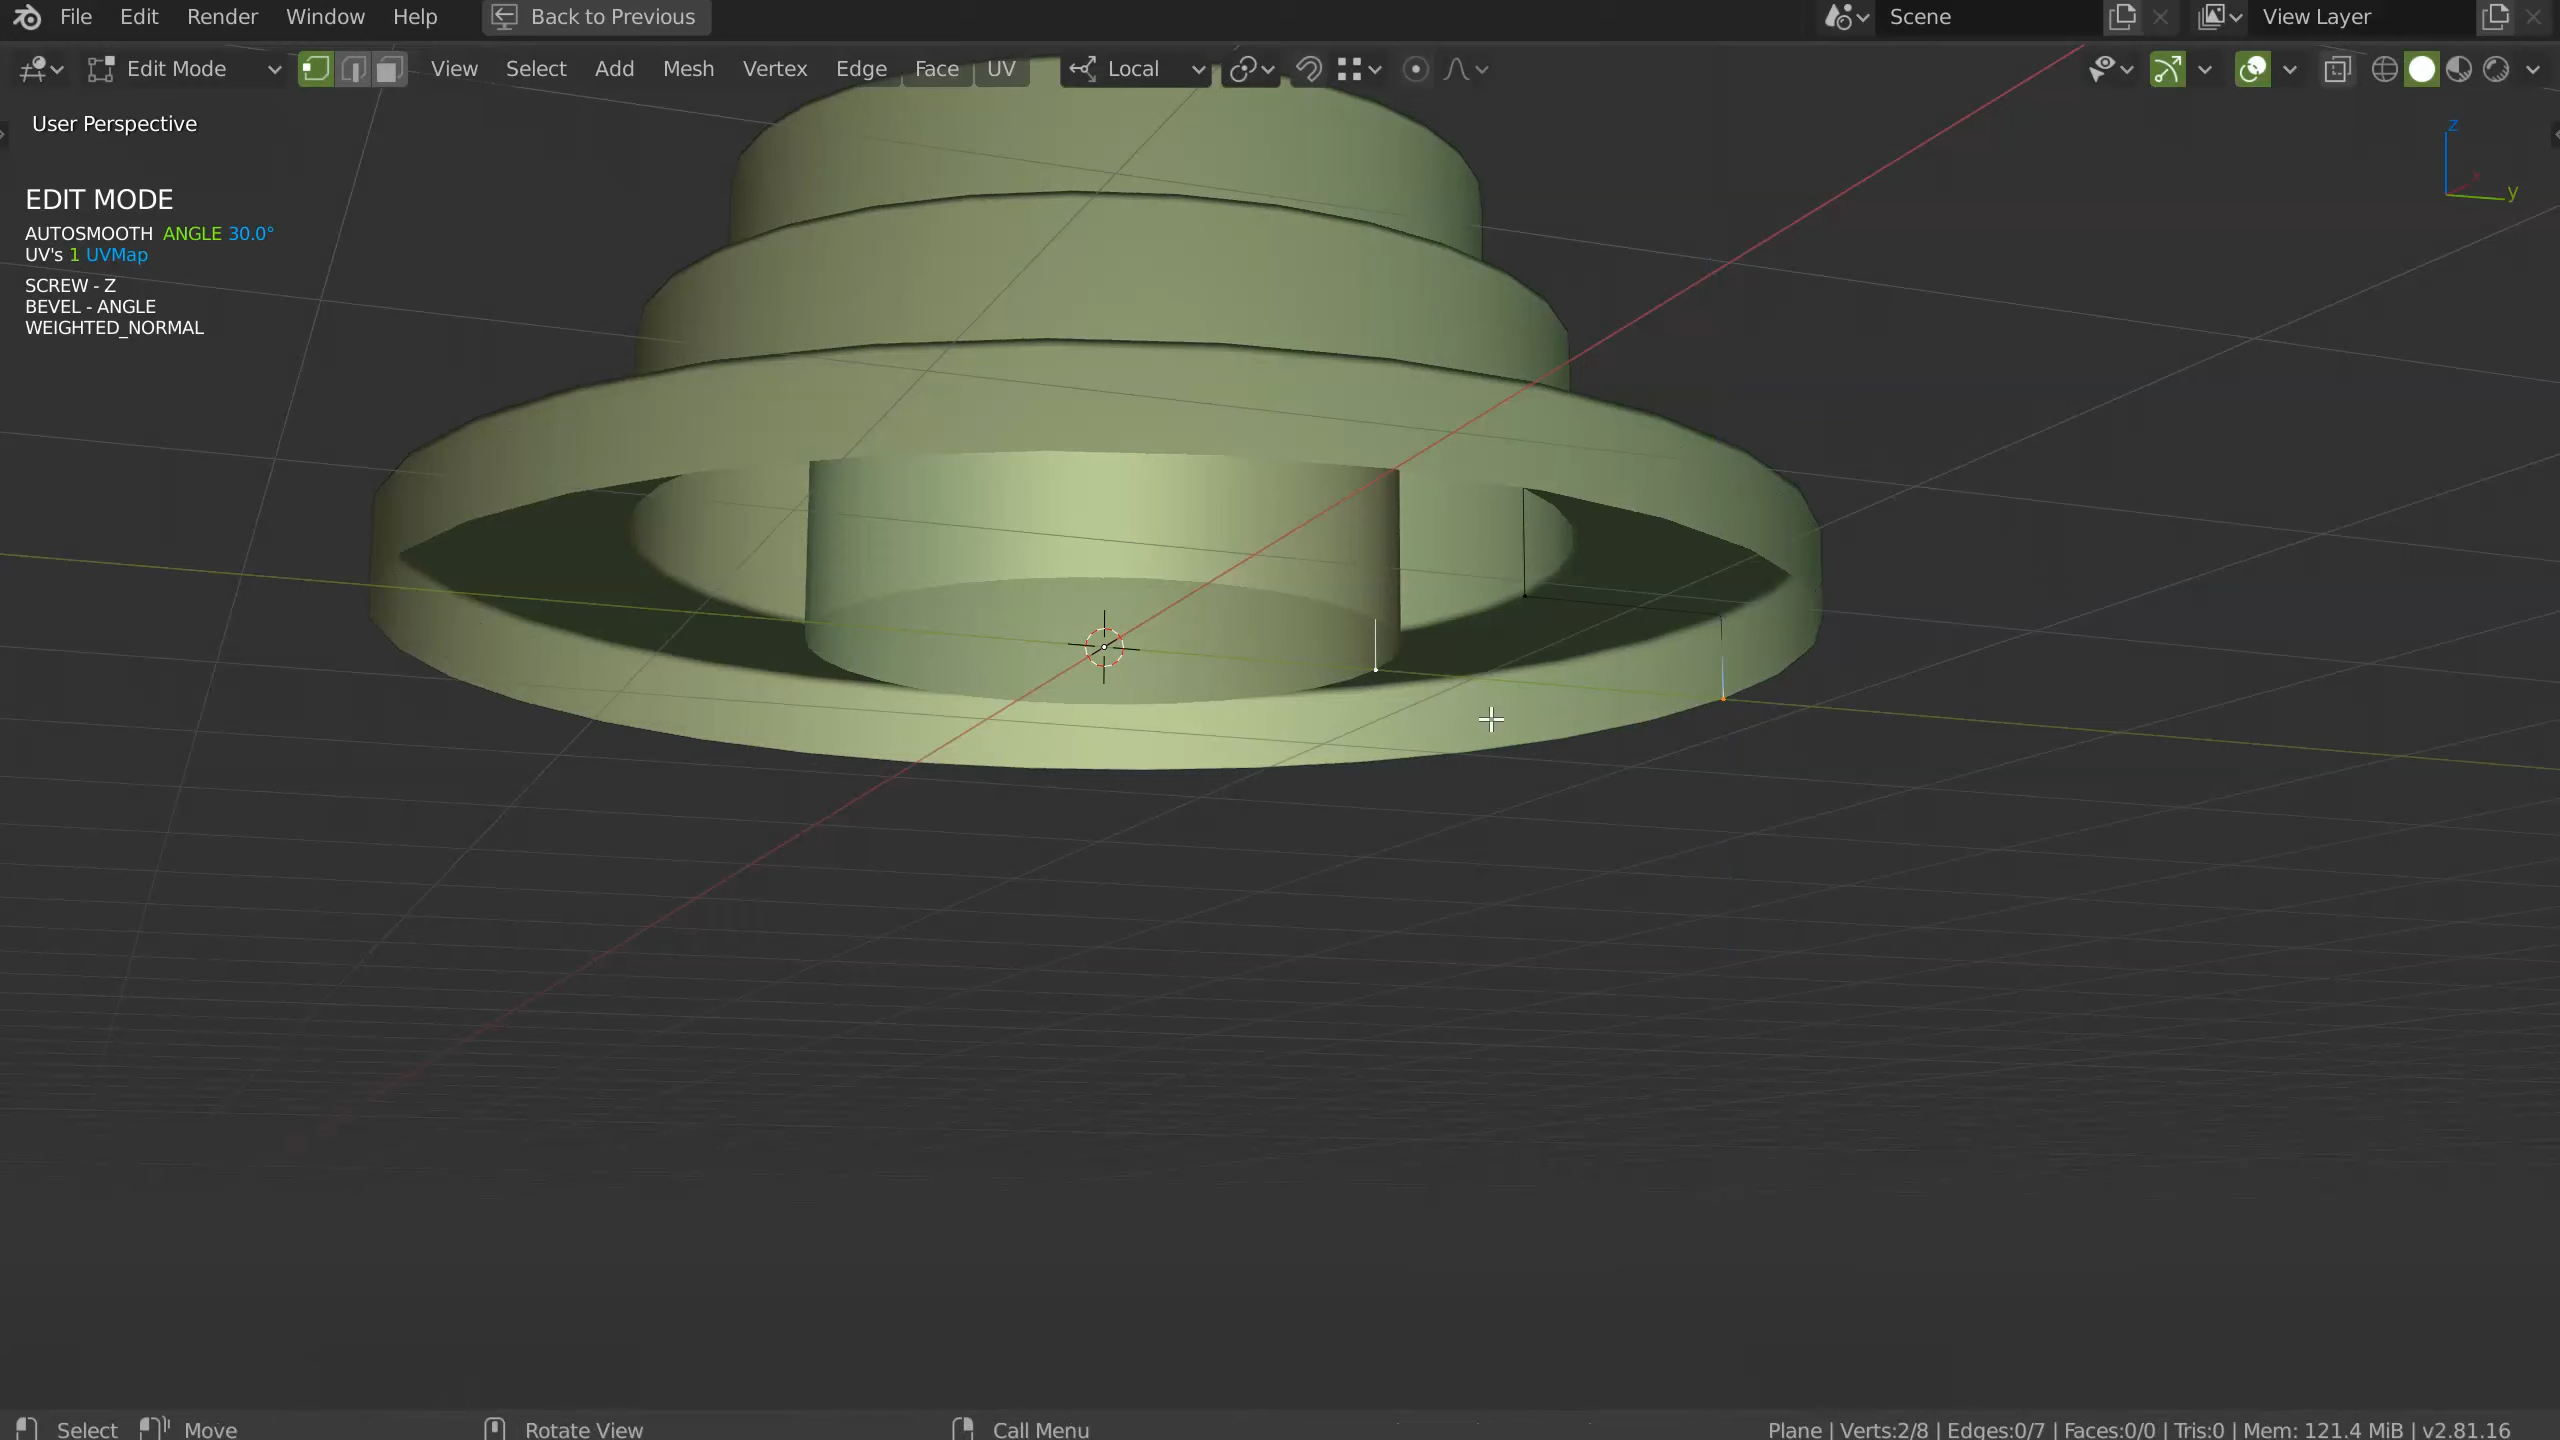 File Edit Render Window Help Back to Previous Scene View Layer
Edit Mode View Select Add Mesh Vertex Edge Face UV Local
User Perspective
z
x
y
EDIT MODE
AUTOSMOOTH ANGLE 30.0°
UV's 1 UVMap
SCREW - Z
BEVEL - ANGLE
WEIGHTED_NORMAL
Select Move Rotate View Call Menu Plane | Verts:2/8 | Edges:0/7 | Faces:0/0 | Tris:0 | Mem: 121.4 MiB | v2.81.16